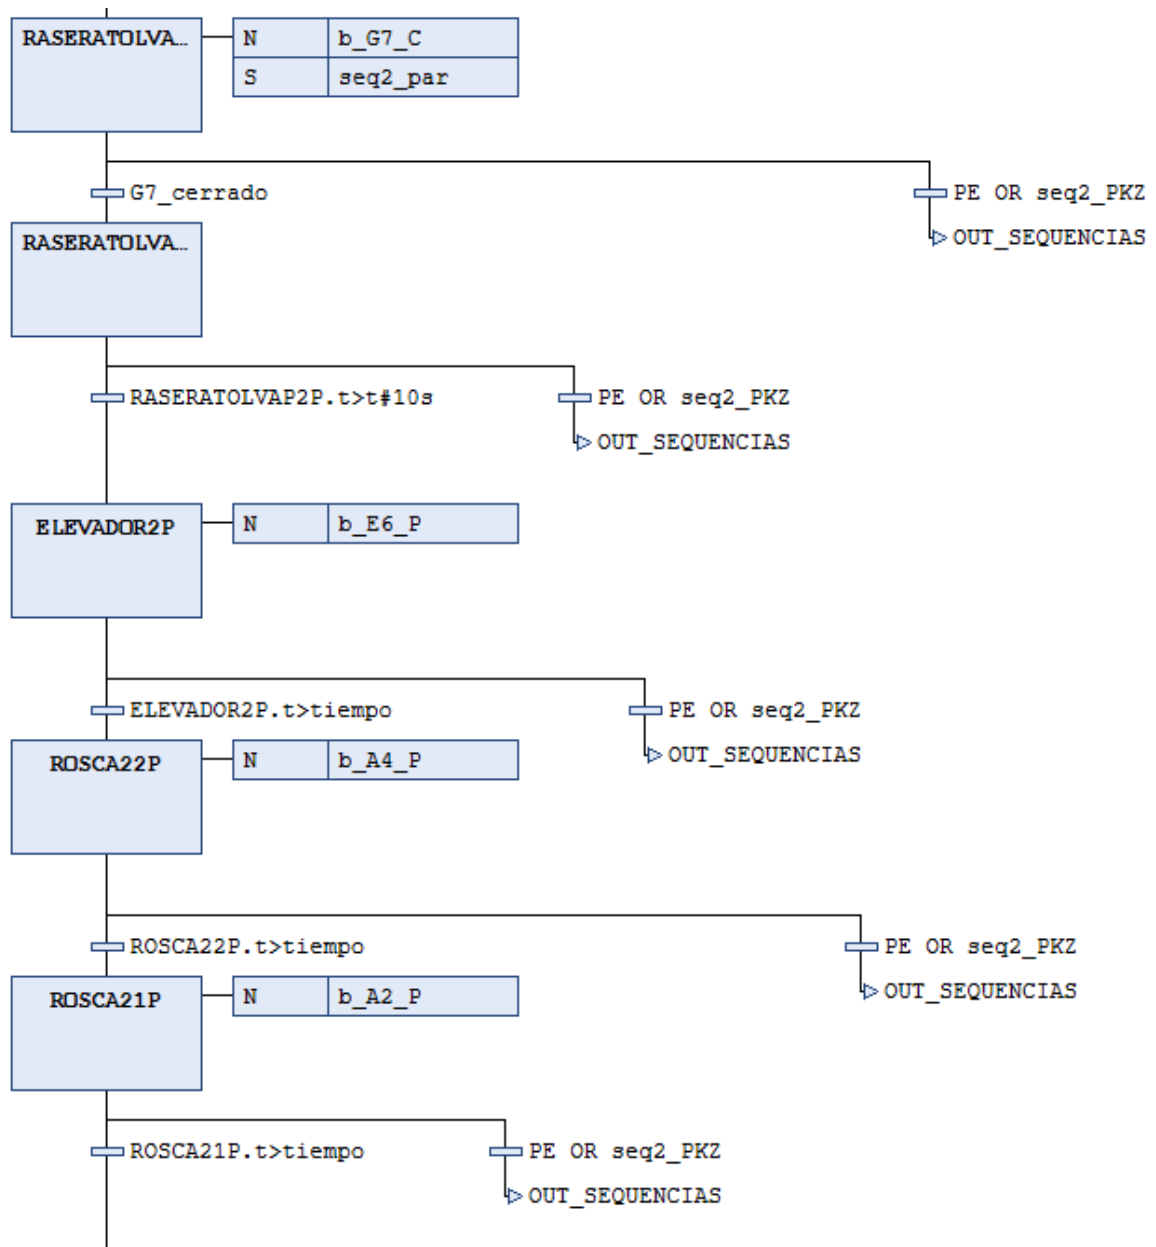 RASERATOLVA... N b_G7_C
S seq2_par
G7_cerrado PE OR seq2_PKZ
RASERATOLVA... OUT_SEQUENCIAS
RASERATOLVAP2P.t>t#10s PE OR seq2_PKZ
OUT_SEQUENCIAS
ELEVADOR2P N b_E6_P
ELEVADOR2P.t>tiempo PE OR seq2_PKZ
ROSCA22P N b_A4_P OUT_SEQUENCIAS
ROSCA22P.t>tiempo PE OR seq2_PKZ
ROSCA21P N b_A2_P OUT_SEQUENCIAS
ROSCA21P.t>tiempo PE OR seq2_PKZ
OUT_SEQUENCIAS